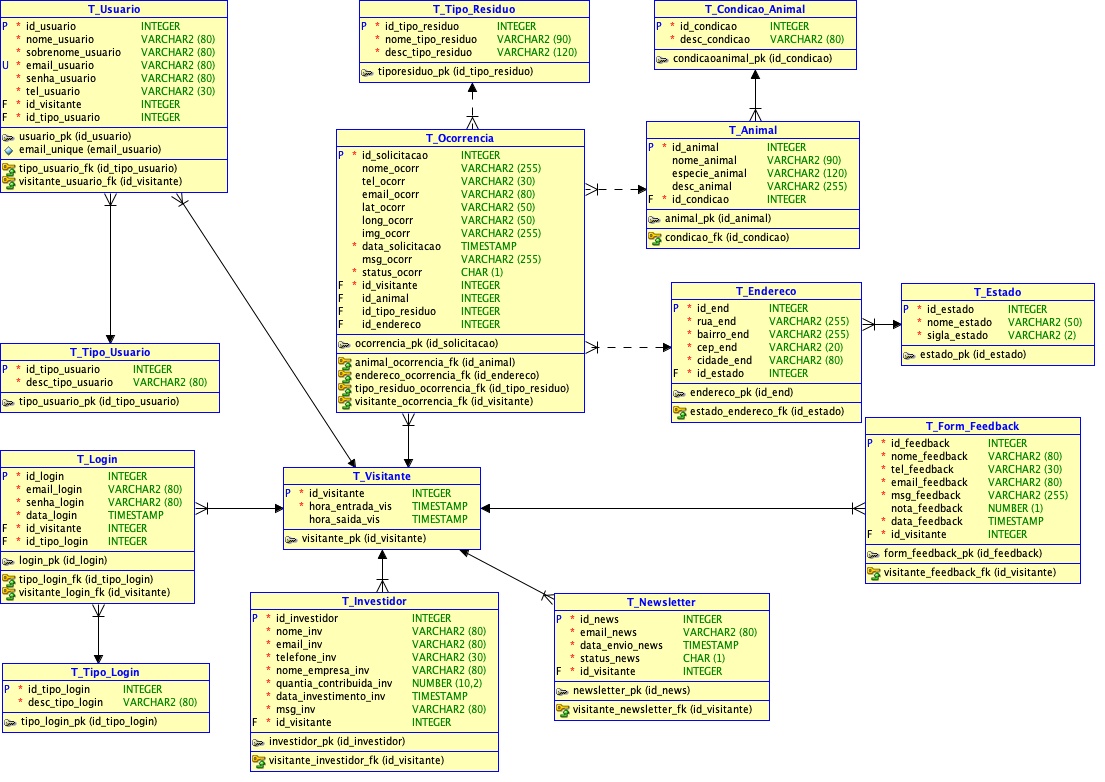 T_Usuario
P * id_usuario INTEGER
* nome_usuario VARCHAR2 (80)
* sobrenome_usuario VARCHAR2 (80)
U * email_usuario VARCHAR2 (80)
* senha_usuario VARCHAR2 (80)
* tel_usuario VARCHAR2 (30)
F * id_visitante INTEGER
F * id_tipo_usuario INTEGER
usuario_pk (id_usuario)
email_unique (email_usuario)
tipo_usuario_fk (id_tipo_usuario)
visitante_usuario_fk (id_visitante)
T_Tipo_Residuo
P * id_tipo_residuo INTEGER
* nome_tipo_residuo VARCHAR2 (90)
* desc_tipo_residuo VARCHAR2 (120)
tiporesiduo_pk (id_tipo_residuo)
T_Condicao_Animal
P * id_condicao INTEGER
* desc_condicao VARCHAR2 (80)
condicaoanimal_pk (id_condicao)
T_Ocorrencia
P * id_solicitacao INTEGER
nome_ocorr VARCHAR2 (255)
tel_ocorr VARCHAR2 (30)
email_ocorr VARCHAR2 (80)
lat_ocorr VARCHAR2 (50)
long_ocorr VARCHAR2 (50)
img_ocorr VARCHAR2 (255)
* data_solicitacao TIMESTAMP
msg_ocorr VARCHAR2 (255)
* status_ocorr CHAR (1)
F * id_visitante INTEGER
F id_animal INTEGER
F id_tipo_residuo INTEGER
F id_endereco INTEGER
ocorrencia_pk (id_solicitacao)
animal_ocorrencia_fk (id_animal)
endereco_ocorrencia_fk (id_endereco)
tipo_residuo_ocorrencia_fk (id_tipo_residuo)
visitante_ocorrencia_fk (id_visitante)
T_Animal
P * id_animal INTEGER
nome_animal VARCHAR2 (90)
especie_animal VARCHAR2 (120)
desc_animal VARCHAR2 (255)
F * id_condicao INTEGER
animal_pk (id_animal)
condicao_fk (id_condicao)
T_Endereco
P * id_end INTEGER
* rua_end VARCHAR2 (255)
* bairro_end VARCHAR2 (255)
* cep_end VARCHAR2 (20)
* cidade_end VARCHAR2 (80)
F * id_estado INTEGER
endereco_pk (id_end)
estado_endereco_fk (id_estado)
T_Estado
P * id_estado INTEGER
* nome_estado VARCHAR2 (50)
* sigla_estado VARCHAR2 (2)
estado_pk (id_estado)
T_Tipo_Usuario
P * id_tipo_usuario INTEGER
* desc_tipo_usuario VARCHAR2 (80)
tipo_usuario_pk (id_tipo_usuario)
T_Form_Feedback
P * id_feedback INTEGER
* nome_feedback VARCHAR2 (80)
* tel_feedback VARCHAR2 (30)
* email_feedback VARCHAR2 (80)
* msg_feedback VARCHAR2 (255)
nota_feedback NUMBER (1)
* data_feedback TIMESTAMP
F * id_visitante INTEGER
form_feedback_pk (id_feedback)
visitante_feedback_fk (id_visitante)
T_Login
P * id_login INTEGER
* email_login VARCHAR2 (80)
* senha_login VARCHAR2 (80)
* data_login TIMESTAMP
F * id_visitante INTEGER
F * id_tipo_login INTEGER
login_pk (id_login)
tipo_login_fk (id_tipo_login)
visitante_login_fk (id_visitante)
T_Visitante
P * id_visitante INTEGER
* hora_entrada_vis TIMESTAMP
hora_saida_vis TIMESTAMP
visitante_pk (id_visitante)
T_Investidor
P * id_investidor INTEGER
* nome_inv VARCHAR2 (80)
* email_inv VARCHAR2 (80)
* telefone_inv VARCHAR2 (30)
* nome_empresa_inv VARCHAR2 (80)
* quantia_contribuida_inv NUMBER (10,2)
* data_investimento_inv TIMESTAMP
* msg_inv VARCHAR2 (80)
F * id_visitante INTEGER
investidor_pk (id_investidor)
visitante_investidor_fk (id_visitante)
T_Newsletter
P * id_news INTEGER
* email_news VARCHAR2 (80)
* data_envio_news TIMESTAMP
* status_news CHAR (1)
F * id_visitante INTEGER
newsletter_pk (id_news)
visitante_newsletter_fk (id_visitante)
T_Tipo_Login
P * id_tipo_login INTEGER
* desc_tipo_login VARCHAR2 (80)
tipo_login_pk (id_tipo_login)